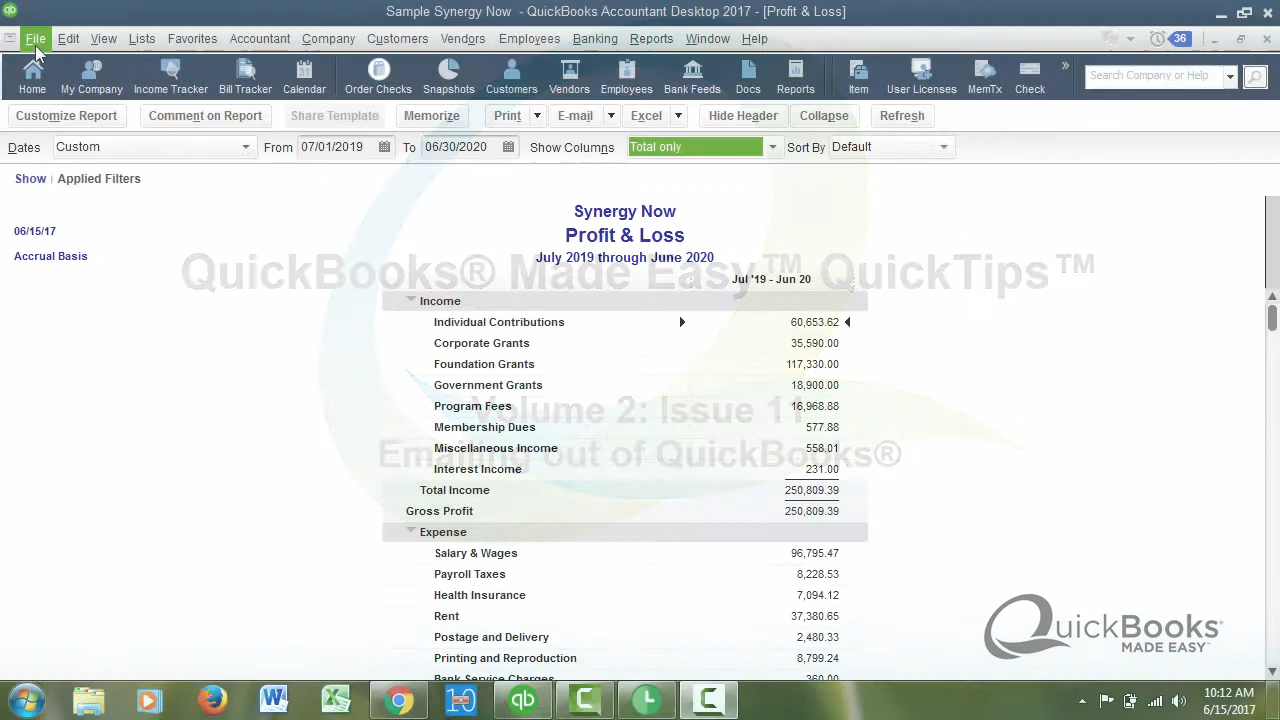 Sample Synergy Now - QuickBooks Accountant Desktop 2017 - [Profit & Loss]
File Edit View Lists Favorites Accountant Company Customers Vendors Employees Banking Reports Window Help 36
Home My Company Income Tracker Bill Tracker Calendar Order Checks Snapshots Customers Vendors Employees Bank Feeds Docs Reports Item User Licenses MemTx Check » Search Company or Help
Customize Report Comment on Report Share Template Memorize Print E-mail Excel Hide Header Collapse Refresh
Dates Custom From 07/01/2019 To 06/30/2020 Show Columns Total only Sort By Default
Show Applied Filters
Synergy Now
06/15/17 Profit & Loss
Accrual Basis July 2019 through June 2020
QuickBooks® Made Easy™ QuickTips™
Jul '19 - Jun 20
Income
Individual Contributions 60,653.62
Corporate Grants 35,590.00
Foundation Grants 117,330.00
Government Grants 18,900.00
Program Fees 16,968.88
Volume 2: Issue 11
Membership Dues 577.88
Miscellaneous Income 558.01
Emailing out of QuickBooks®
Interest Income 231.00
Total Income 250,809.39
Gross Profit 250,809.39
Expense
Salary & Wages 96,795.47
Payroll Taxes 8,228.53
Health Insurance 7,094.12
Rent 37,380.65
Postage and Delivery 2,480.33
Printing and Reproduction 8,799.24
Bank Service Charges 360.00
QuickBooks
MADE EASY™
10:12 AM
6/15/2017